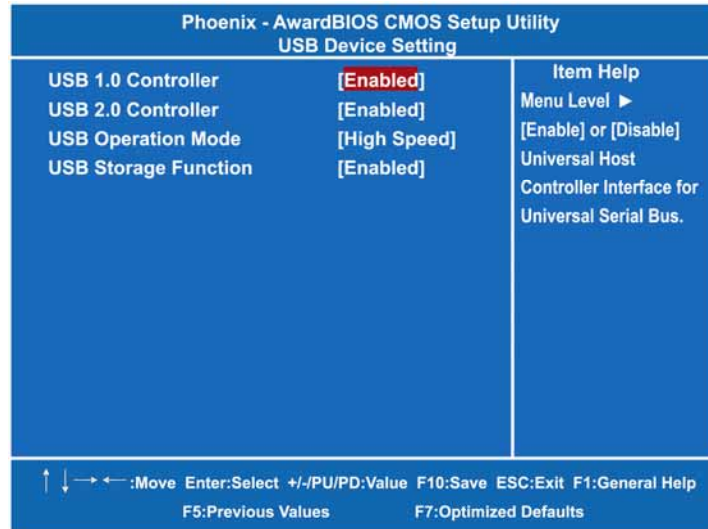 Phoenix - AwardBIOS CMOS Setup Utility
USB Device Setting
USB 1.0 Controller [Enabled]
USB 2.0 Controller [Enabled]
USB Operation Mode [High Speed]
USB Storage Function [Enabled]
Item Help
Menu Level ►
[Enable] or [Disable]
Universal Host
Controller Interface for
Universal Serial Bus.
↑ ↓ → ← :Move Enter:Select +/-/PU/PD:Value F10:Save ESC:Exit F1:General Help
F5:Previous Values F7:Optimized Defaults